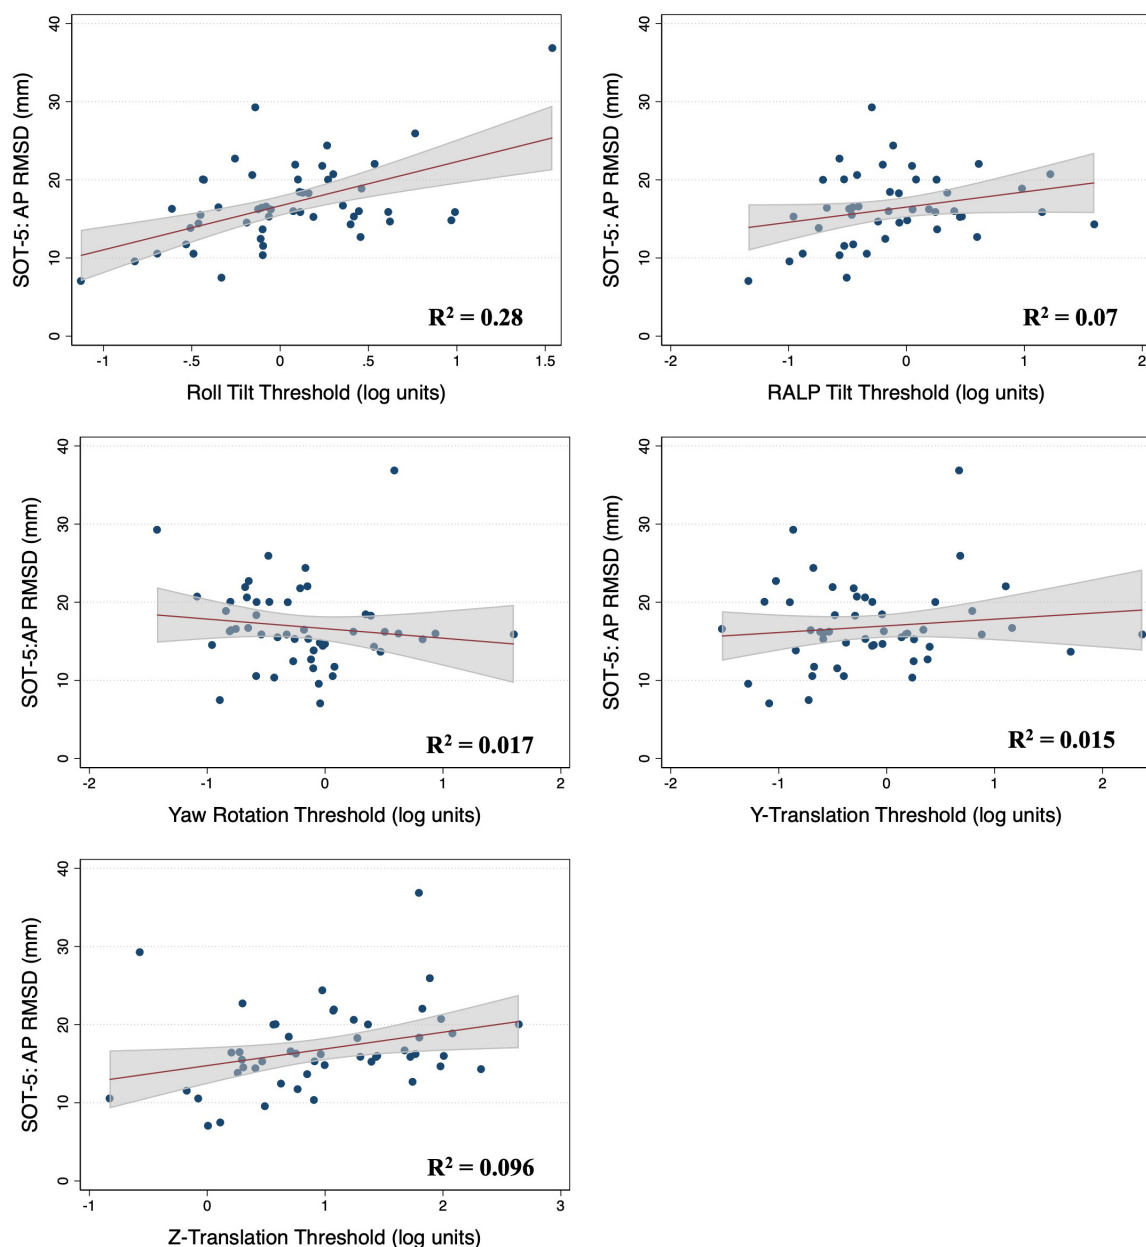 SOT-5: AP RMSD (mm)
40
30
20
10
0
R² = 0.28
-1 -.5 0 .5 1 1.5
Roll Tilt Threshold (log units)
SOT-5: AP RMSD (mm)
40
30
20
10
0
R² = 0.07
-2 -1 0 1 2
RALP Tilt Threshold (log units)
SOT-5:AP RMSD (mm)
40
30
20
10
0
R² = 0.017
-2 -1 0 1 2
Yaw Rotation Threshold (log units)
SOT-5: AP RMSD (mm)
40
30
20
10
0
R² = 0.015
-2 -1 0 1 2
Y-Translation Threshold (log units)
SOT-5: AP RMSD (mm)
40
30
20
10
0
R² = 0.096
-1 0 1 2 3
Z-Translation Threshold (log units)